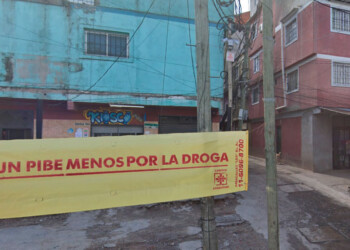 KIOSCO
UN PIBE MENOS POR LA DROGA